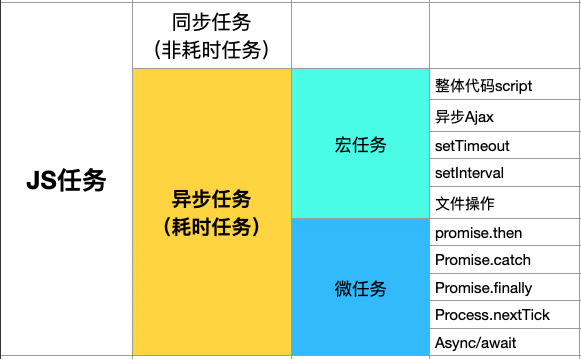 JS任务
同步任务
（非耗时任务）
异步任务
（耗时任务）
宏任务
整体代码script
异步Ajax
setTimeout
setInterval
文件操作
微任务
promise.then
Promise.catch
Promise.finally
Process.nextTick
Async/await